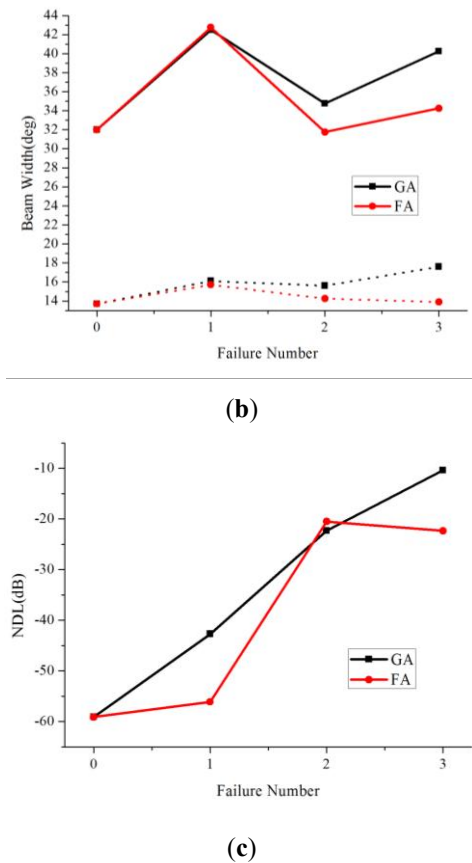 44
42
40
38
36
34
32
30
28
26
24
22
20
18
16
14
Beam Width(deg)
GA
FA
0 1 2 3
Failure Number
(b)
-10
-20
-30
-40
-50
-60
NDL(dB)
GA
FA
0 1 2 3
Failure Number
(c)